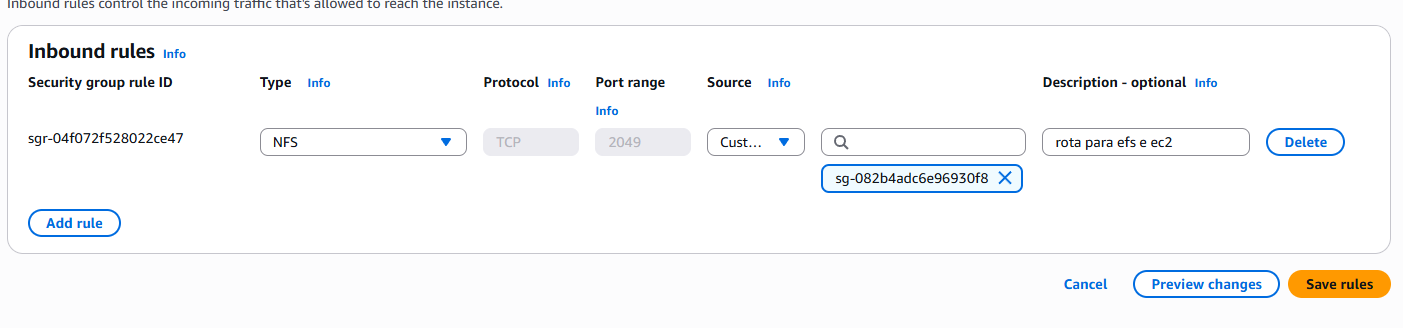 Inbound rules control the incoming traffic that's allowed to reach the instance.
Inbound rules Info
Security group rule ID Type Info Protocol Info Port range Info Source Info Description - optional Info
sgr-04f072f528022ce47 NFS TCP 2049 Cust... rota para efs e ec2 Delete
sg-082b4adc6e96930f8
Add rule
Cancel Preview changes Save rules